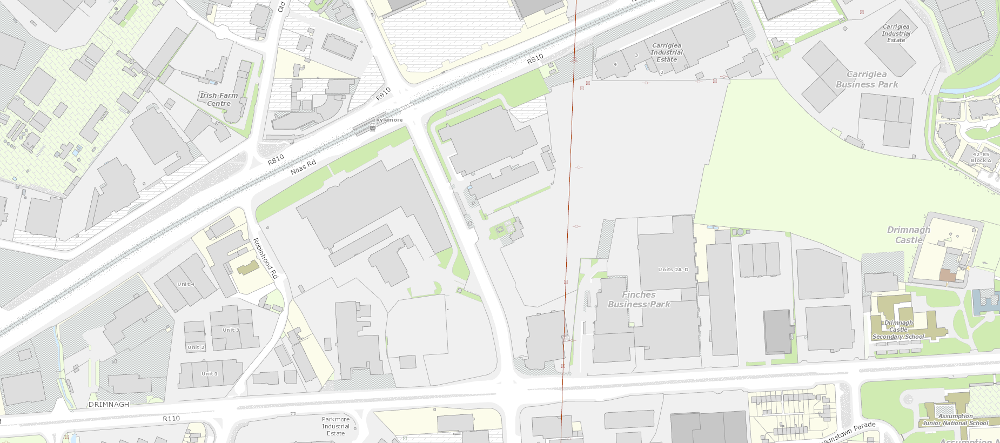 Old
R810
Carriglea
Industrial
Estate
Carriglea
Industrial
Estate
3
4
2
Carriglea
Business Park
Irish Farm
Centre
R810
Kylemore
R810
Naas Rd
42-85
Block A
Drimnagh
Castle
Robinhood Rd
Units 2A-D
Unit 4
Finches
Business Park
Unit 3
Drimnagh
Castle
Secondary School
Unit 2
Unit 1
DRIMNAGH
R110
Parkmore
Industrial
Estate
Assumption
Junior National School
lkinstown Parade
Assumption N